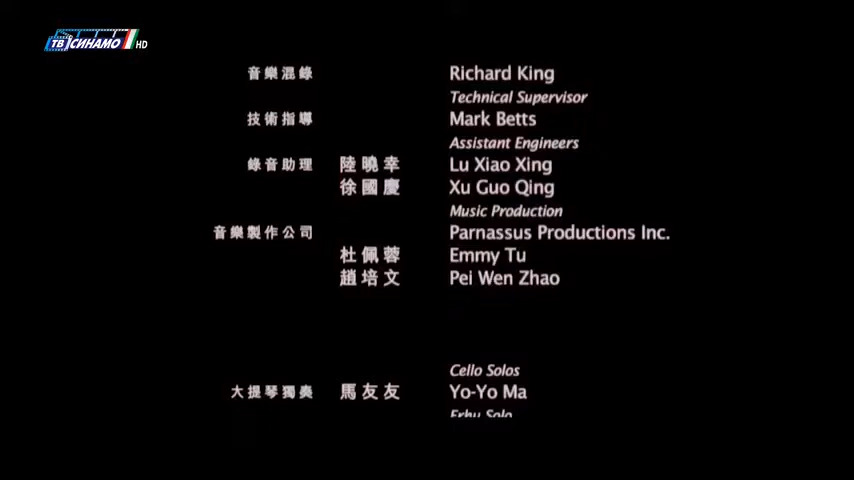 ТВ СИНАМО HD
音樂混錄 Richard King
Technical Supervisor
技術指導 Mark Betts
Assistant Engineers
錄音助理 陸曉幸 Lu Xiao Xing
徐國慶 Xu Guo Qing
Music Production
音樂製作公司 Parnassus Productions Inc.
杜佩蓉 Emmy Tu
趙培文 Pei Wen Zhao
Cello Solos
大提琴獨奏 馬友友 Yo-Yo Ma
Erhu Solo